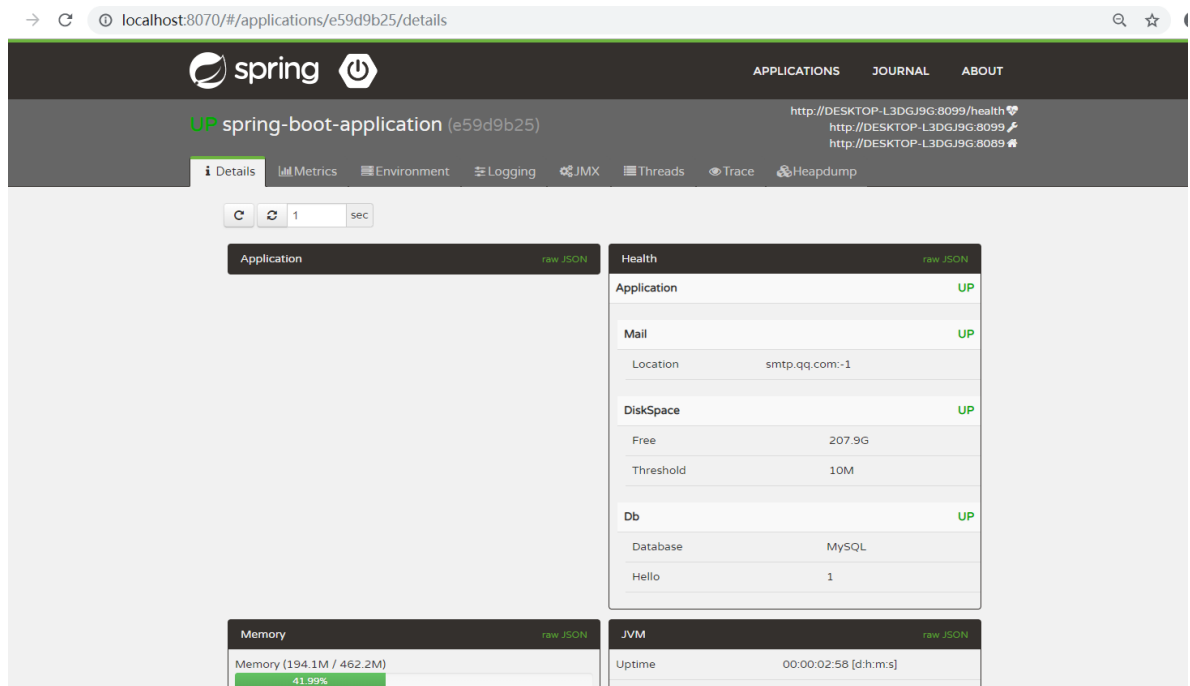 localhost:8070/#/applications/e59d9b25/details
spring
APPLICATIONS JOURNAL ABOUT
UP spring-boot-application (e59d9b25)
http://DESKTOP-L3DGJ9G:8099/health
http://DESKTOP-L3DGJ9G:8099
http://DESKTOP-L3DGJ9G:8089
Details Metrics Environment Logging JMX Threads Trace Heapdump
1 sec
Application raw JSON
Health raw JSON
Application UP
Mail UP
Location smtp.qq.com:-1
DiskSpace UP
Free 207.9G
Threshold 10M
Db UP
Database MySQL
Hello 1
Memory raw JSON
Memory (194.1M / 462.2M)
41.99%
JVM raw JSON
Uptime 00:00:02:58 [d:h:m:s]